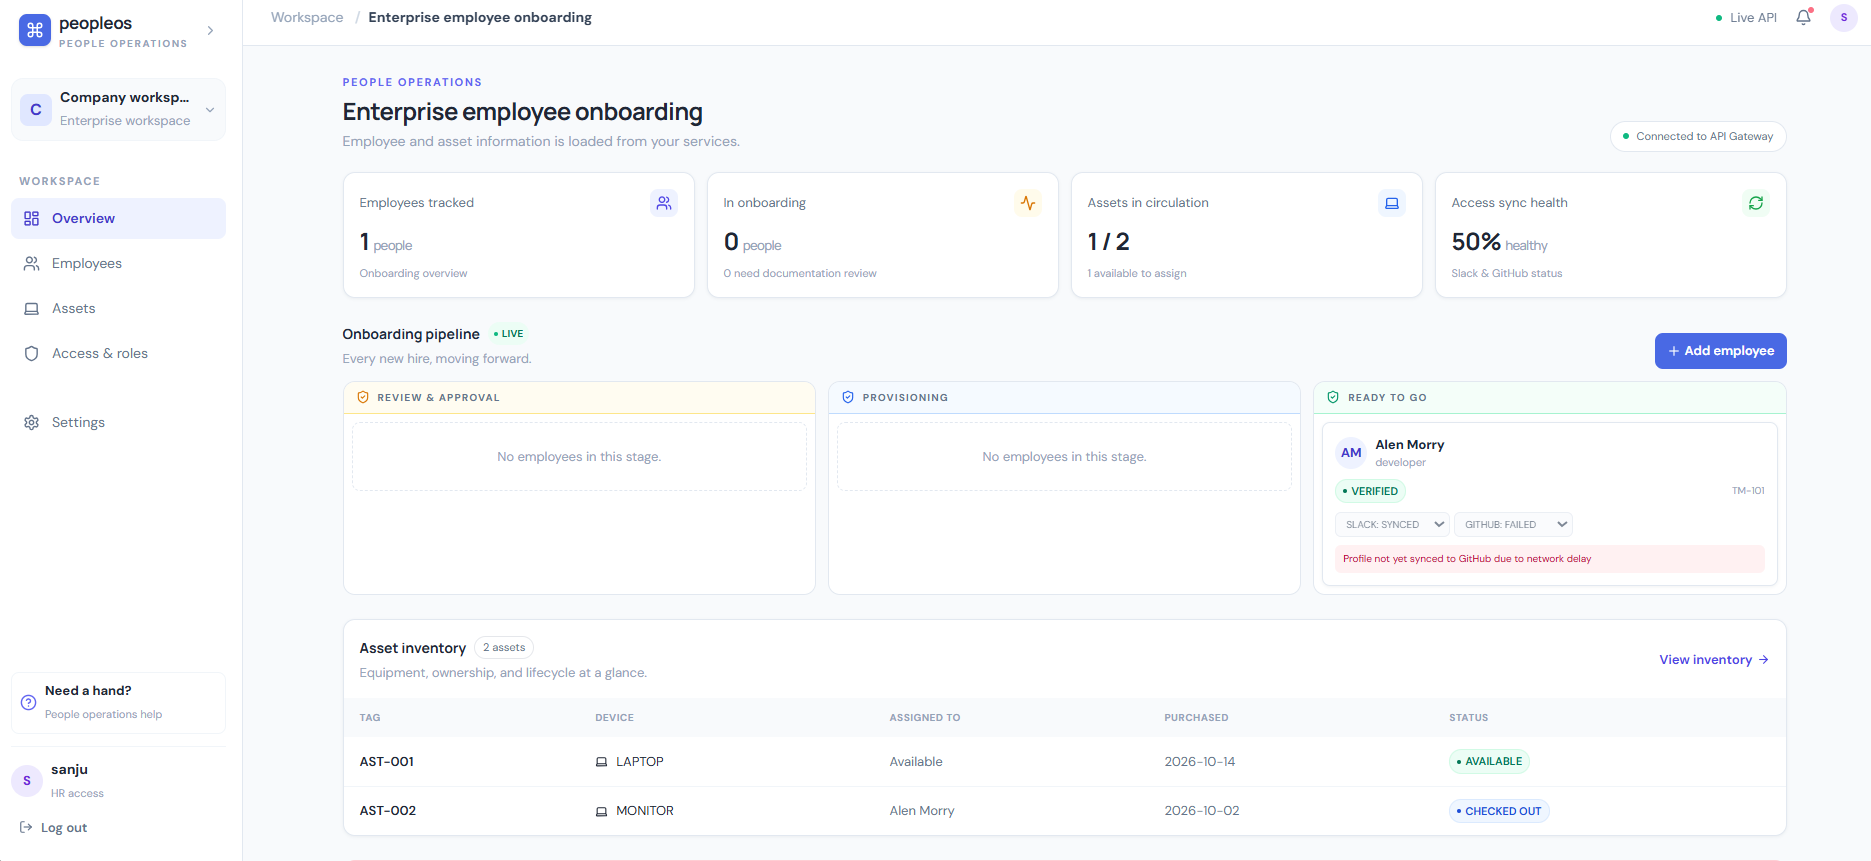 peopleos
PEOPLE OPERATIONS
C
Company worksp...
Enterprise workspace
WORKSPACE
Overview
Employees
Assets
Access & roles
Settings
Need a hand?
People operations help
S
sanju
HR access
Log out
Workspace / Enterprise employee onboarding
Live API
S
PEOPLE OPERATIONS
Enterprise employee onboarding
Employee and asset information is loaded from your services.
Connected to API Gateway
Employees tracked
1 people
Onboarding overview
In onboarding
0 people
0 need documentation review
Assets in circulation
1 / 2
1 available to assign
Access sync health
50% healthy
Slack & GitHub status
Onboarding pipeline
LIVE
Every new hire, moving forward.
+ Add employee
REVIEW & APPROVAL
No employees in this stage.
PROVISIONING
No employees in this stage.
READY TO GO
AM
Alen Morry
developer
VERIFIED
TM-101
SLACK: SYNCED
GITHUB: FAILED
Profile not yet synced to GitHub due to network delay
Asset inventory
2 assets
Equipment, ownership, and lifecycle at a glance.
View inventory →
TAG DEVICE ASSIGNED TO PURCHASED STATUS
AST-001 LAPTOP Available 2026-10-14 AVAILABLE
AST-002 MONITOR Alen Morry 2026-10-02 CHECKED OUT